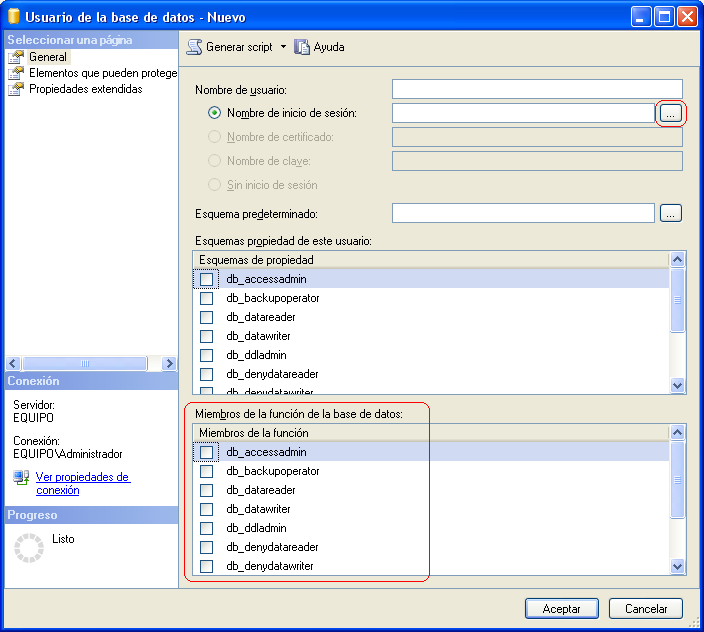 Usuario de la base de datos - Nuevo
Seleccionar una página
General
Elementos que pueden protege
Propiedades extendidas
Generar script
Ayuda
Nombre de usuario:
Nombre de inicio de sesión:
...
Nombre de certificado:
Nombre de clave:
Sin inicio de sesión
Esquema predeterminado:
...
Esquemas propiedad de este usuario:
Esquemas de propiedad
db_accessadmin
db_backupoperator
db_datareader
db_datawriter
db_ddladmin
db_denydatareader
db_denydatawriter
Miembros de la función de la base de datos:
Miembros de la función
db_accessadmin
db_backupoperator
db_datareader
db_datawriter
db_ddladmin
db_denydatareader
db_denydatawriter
Conexión
Servidor:
EQUIPO
Conexión:
EQUIPO\Administrador
Ver propiedades de
conexión
Progreso
Listo
Aceptar
Cancelar